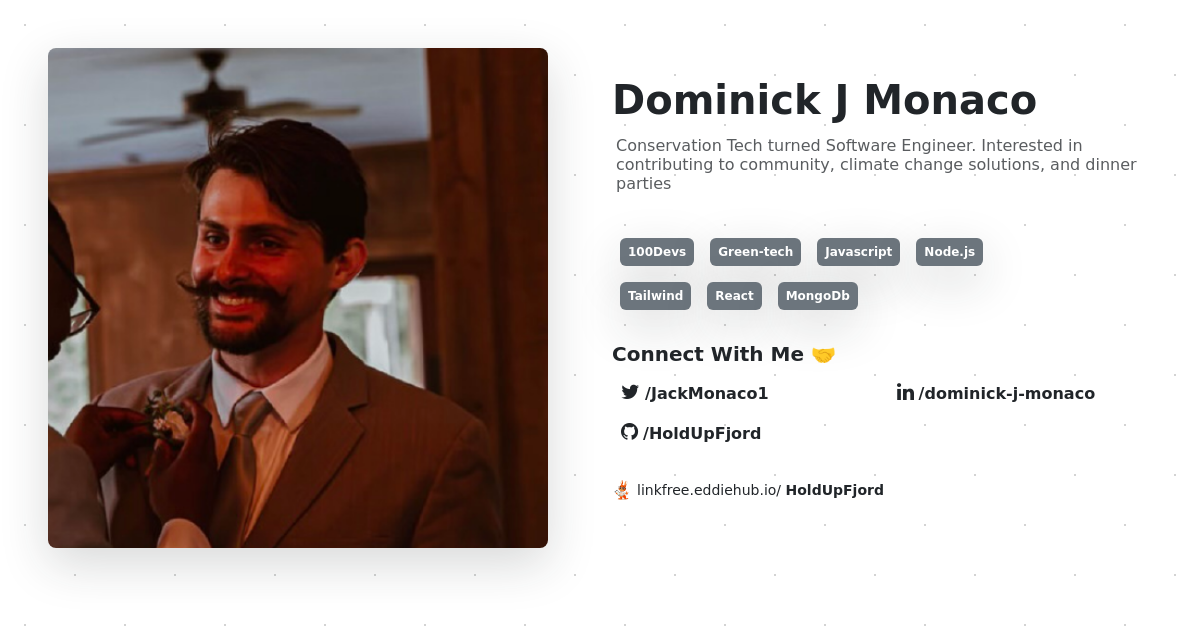 Dominick J Monaco
Conservation Tech turned Software Engineer. Interested in
contributing to community, climate change solutions, and dinner
parties
100Devs Green-tech Javascript Node.js
Tailwind React MongoDb
Connect With Me 🤝
/JackMonaco1 /dominick-j-monaco
/HoldUpFjord
linkfree.eddiehub.io/ HoldUpFjord